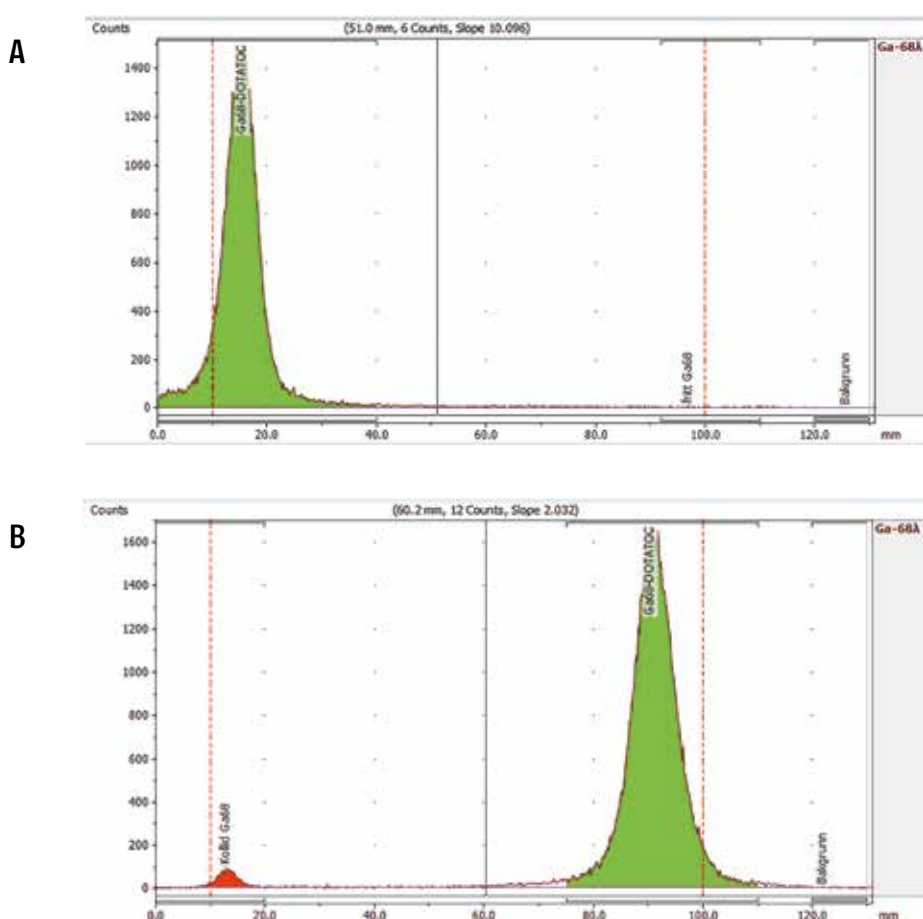 A
Counts (51.0 mm, 6 Counts, Slope 10.096)
Ga-68A
1400
1200
1000
800
600
400
200
0
Ga68-DOTATOC
fritt Ga68
Bakgrunn
0.0 20.0 40.0 60.0 80.0 100.0 120.0 mm
B
Counts (60.2 mm, 12 Counts, Slope 2.032)
Ga-68A
1600
1400
1200
1000
800
600
400
200
0
Kolloid Ga68
Ga68-DOTATOC
Bakgrunn
0.0 20.0 40.0 60.0 80.0 100.0 120.0 mm